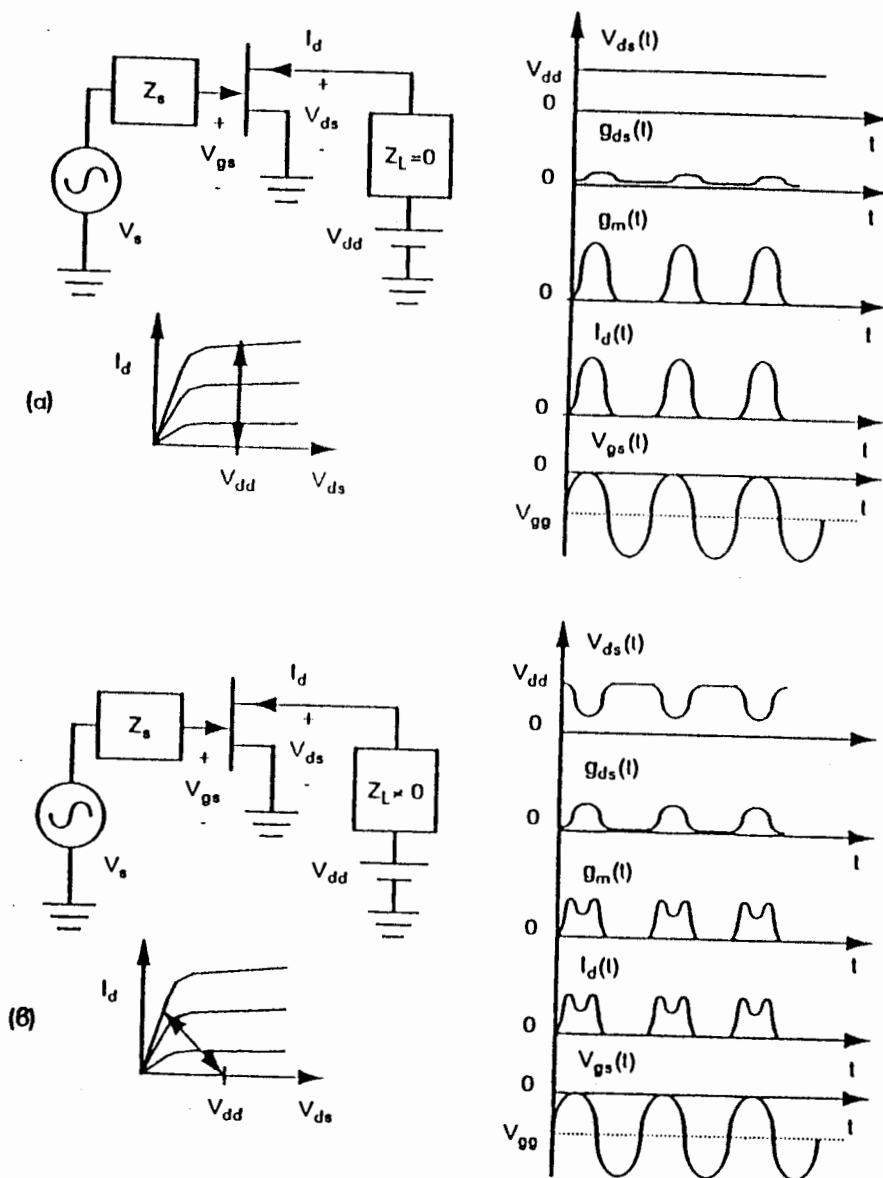 I_d
Z_s
+
V_ds
-
+
V_gs
-
Z_L=0
V_s
V_dd
I_d
(a)
V_dd
V_ds
V_ds(t)
V_dd
0
t
g_ds(t)
0
t
g_m(t)
0
t
I_d(t)
0
t
V_gs(t)
0
t
V_gg
I_d
Z_s
+
V_ds
-
+
V_gs
-
Z_L ≠ 0
V_s
V_dd
I_d
(б)
V_dd
V_ds
V_ds(t)
V_dd
0
t
g_ds(t)
0
t
g_m(t)
0
t
I_d(t)
0
t
V_gs(t)
0
t
V_gg